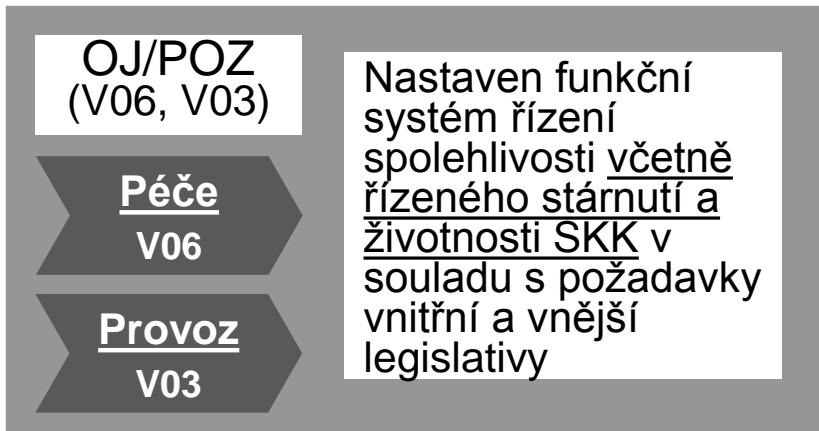 OJ/POZ
(V06, V03)
Péče
V06
Provoz
V03
Nastaven funkční
systém řízení
spolehlivosti včetně
řízeného stárnutí a
životnosti SKK v
souladu s požadavky
vnitřní a vnější
legislativy